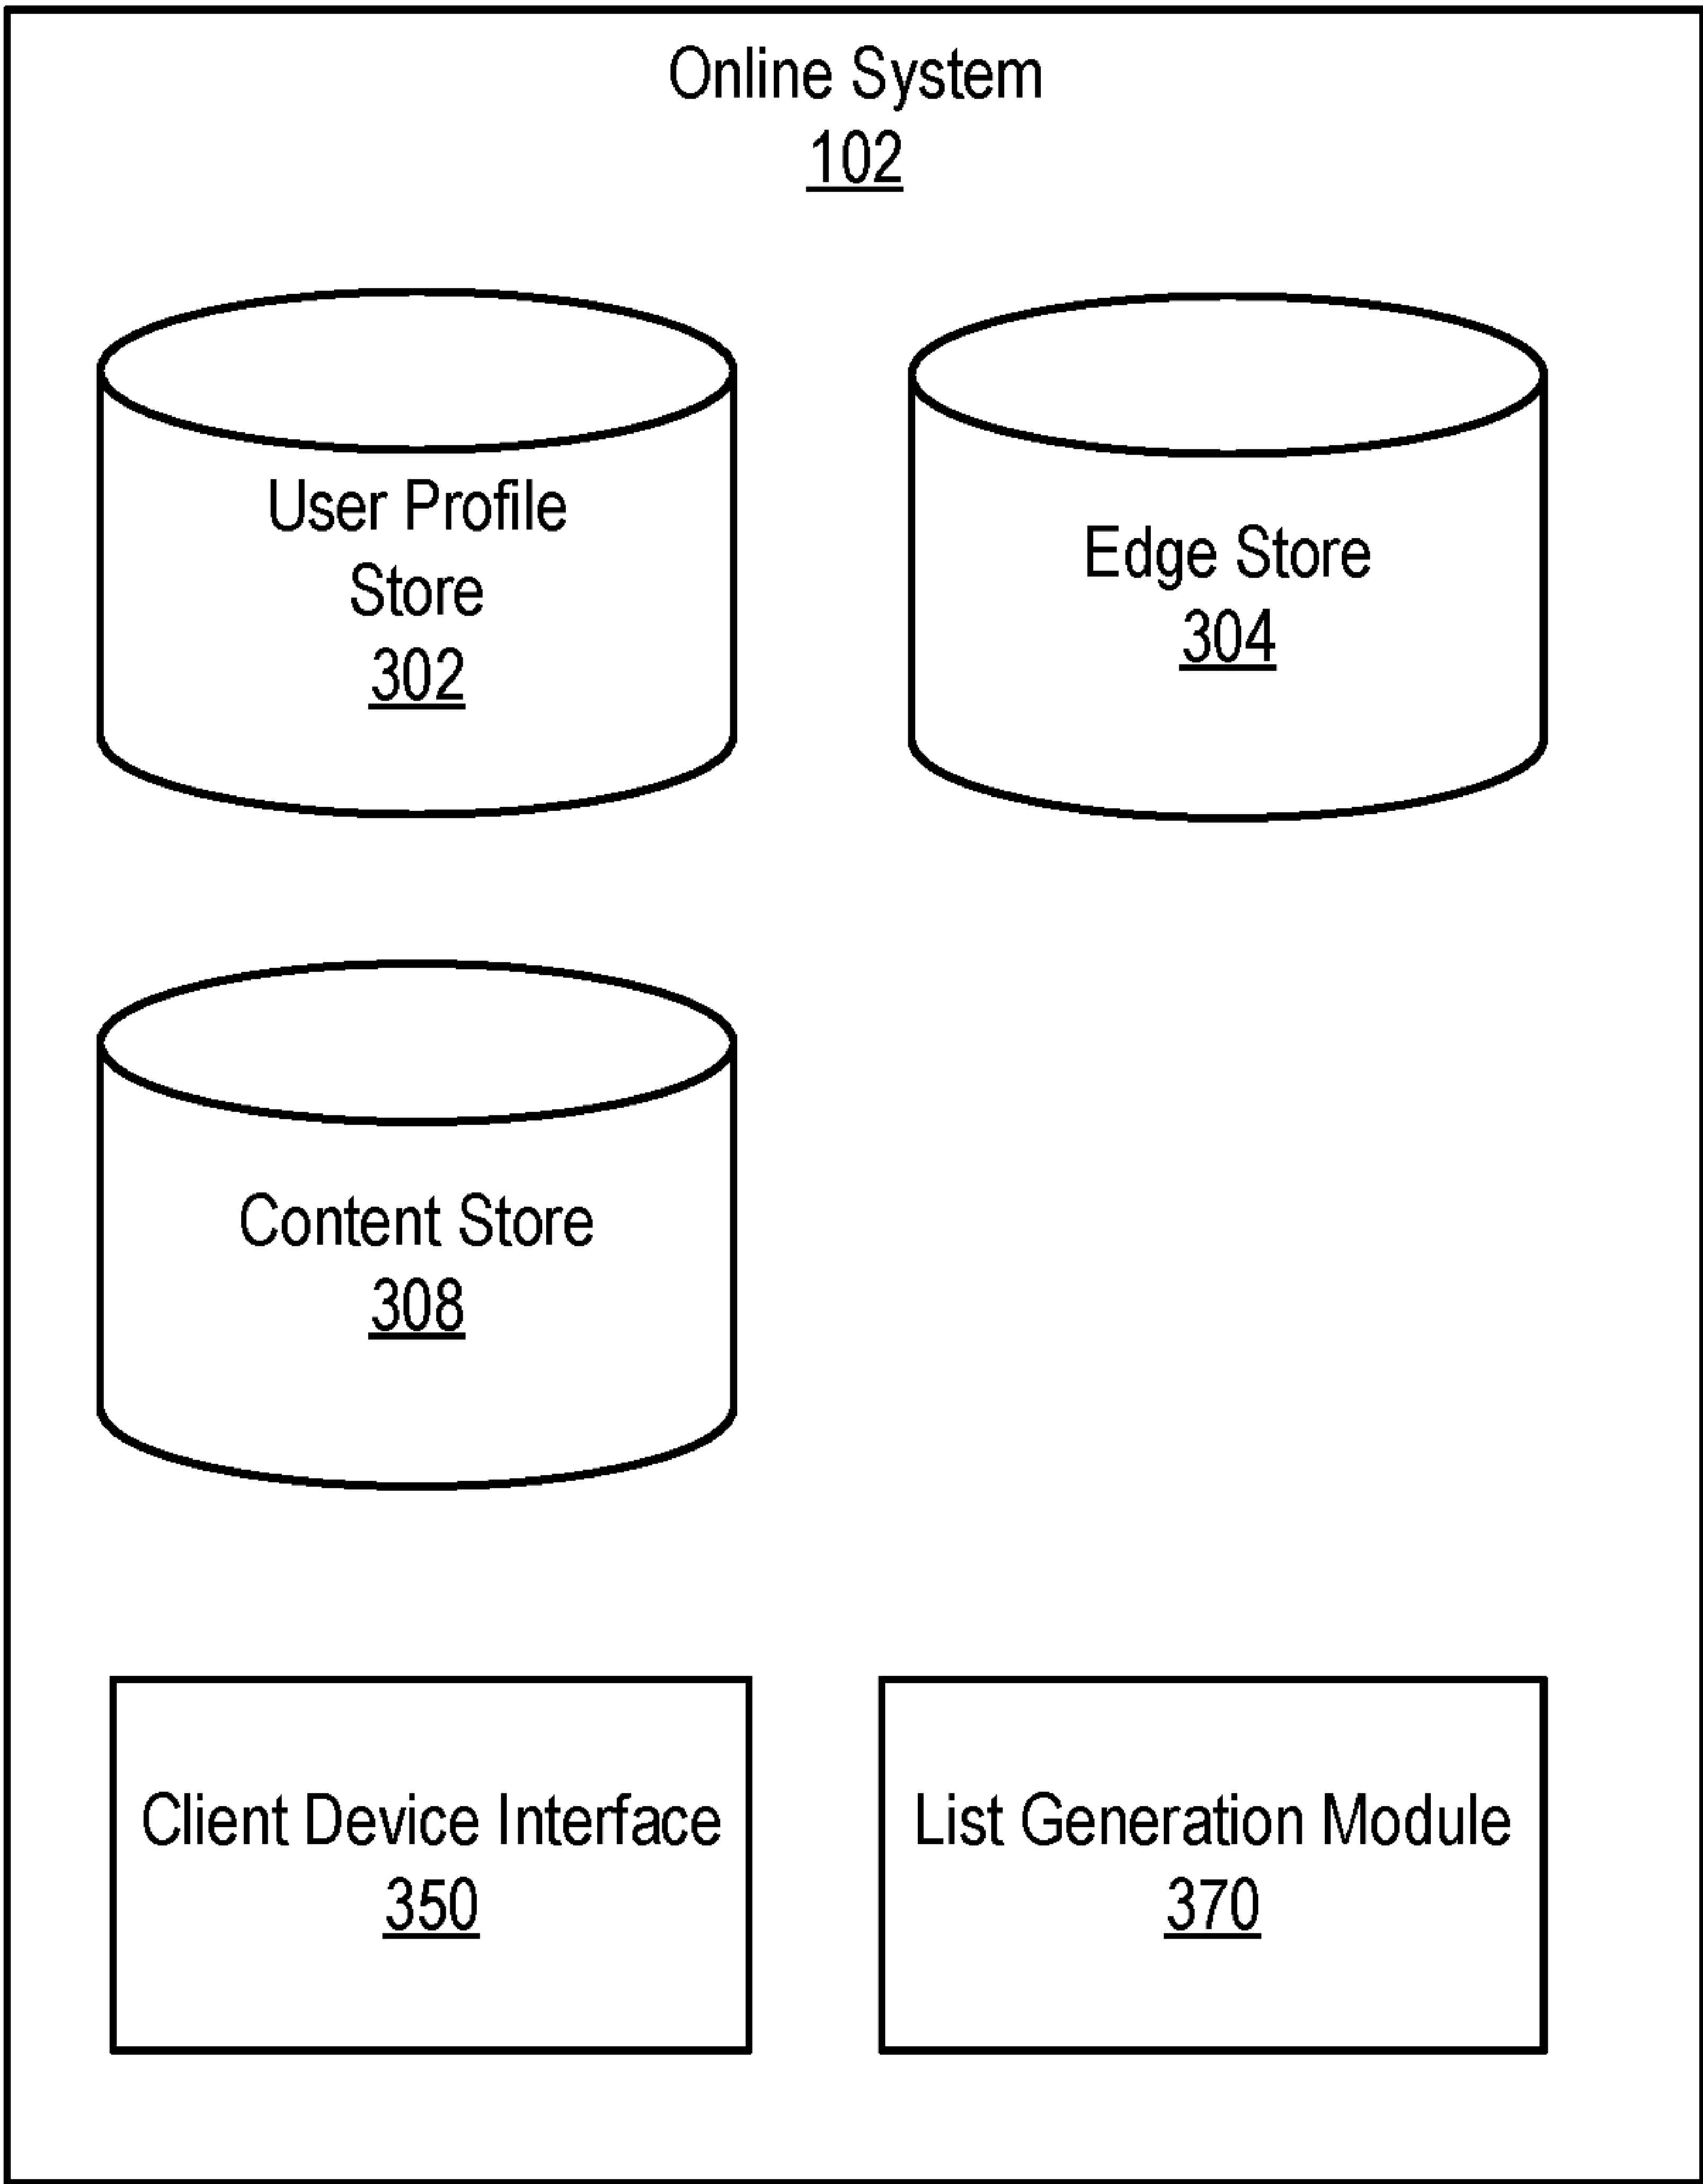 Online System
102
User Profile
Store
302
Edge Store
304
Content Store
308
Client Device Interface
350
List Generation Module
370